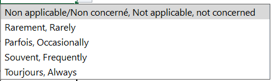 Non applicable/Non concerné, Not applicable, not concerned
Rarement, Rarely
Parfois, Occasionally
Souvent, Frequently
Tourjours, Always